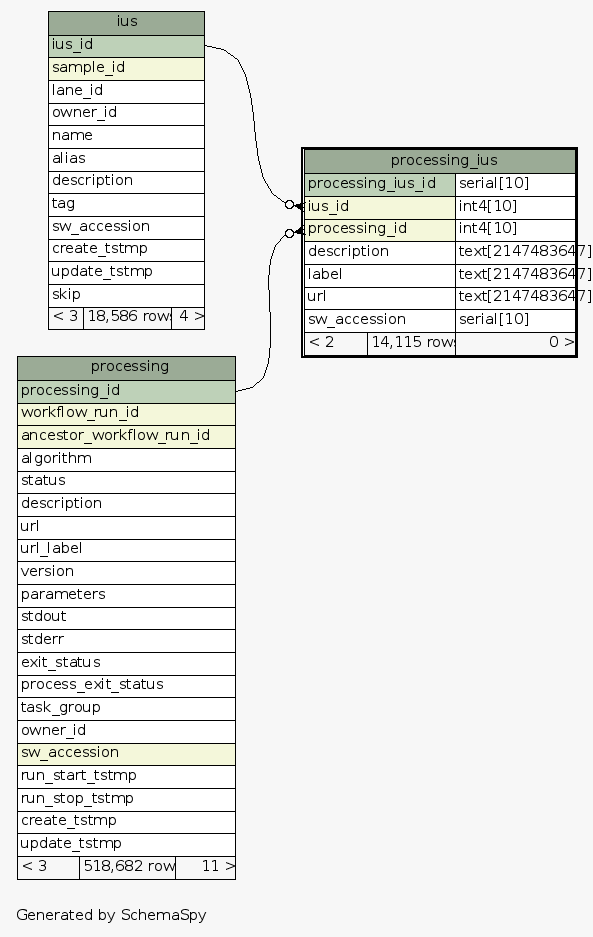 ius
ius_id
sample_id
lane_id
owner_id
name
alias
description
tag
sw_accession
create_tstmp
update_tstmp
skip
< 3 18,586 rows 4 >
processing_ius
processing_ius_id serial[10]
ius_id int4[10]
processing_id int4[10]
description text[2147483647]
label text[2147483647]
url text[2147483647]
sw_accession serial[10]
< 2 14,115 rows 0 >
processing
processing_id
workflow_run_id
ancestor_workflow_run_id
algorithm
status
description
url
url_label
version
parameters
stdout
stderr
exit_status
process_exit_status
task_group
owner_id
sw_accession
run_start_tstmp
run_stop_tstmp
create_tstmp
update_tstmp
< 3 518,682 row 11 >
Generated by SchemaSpy